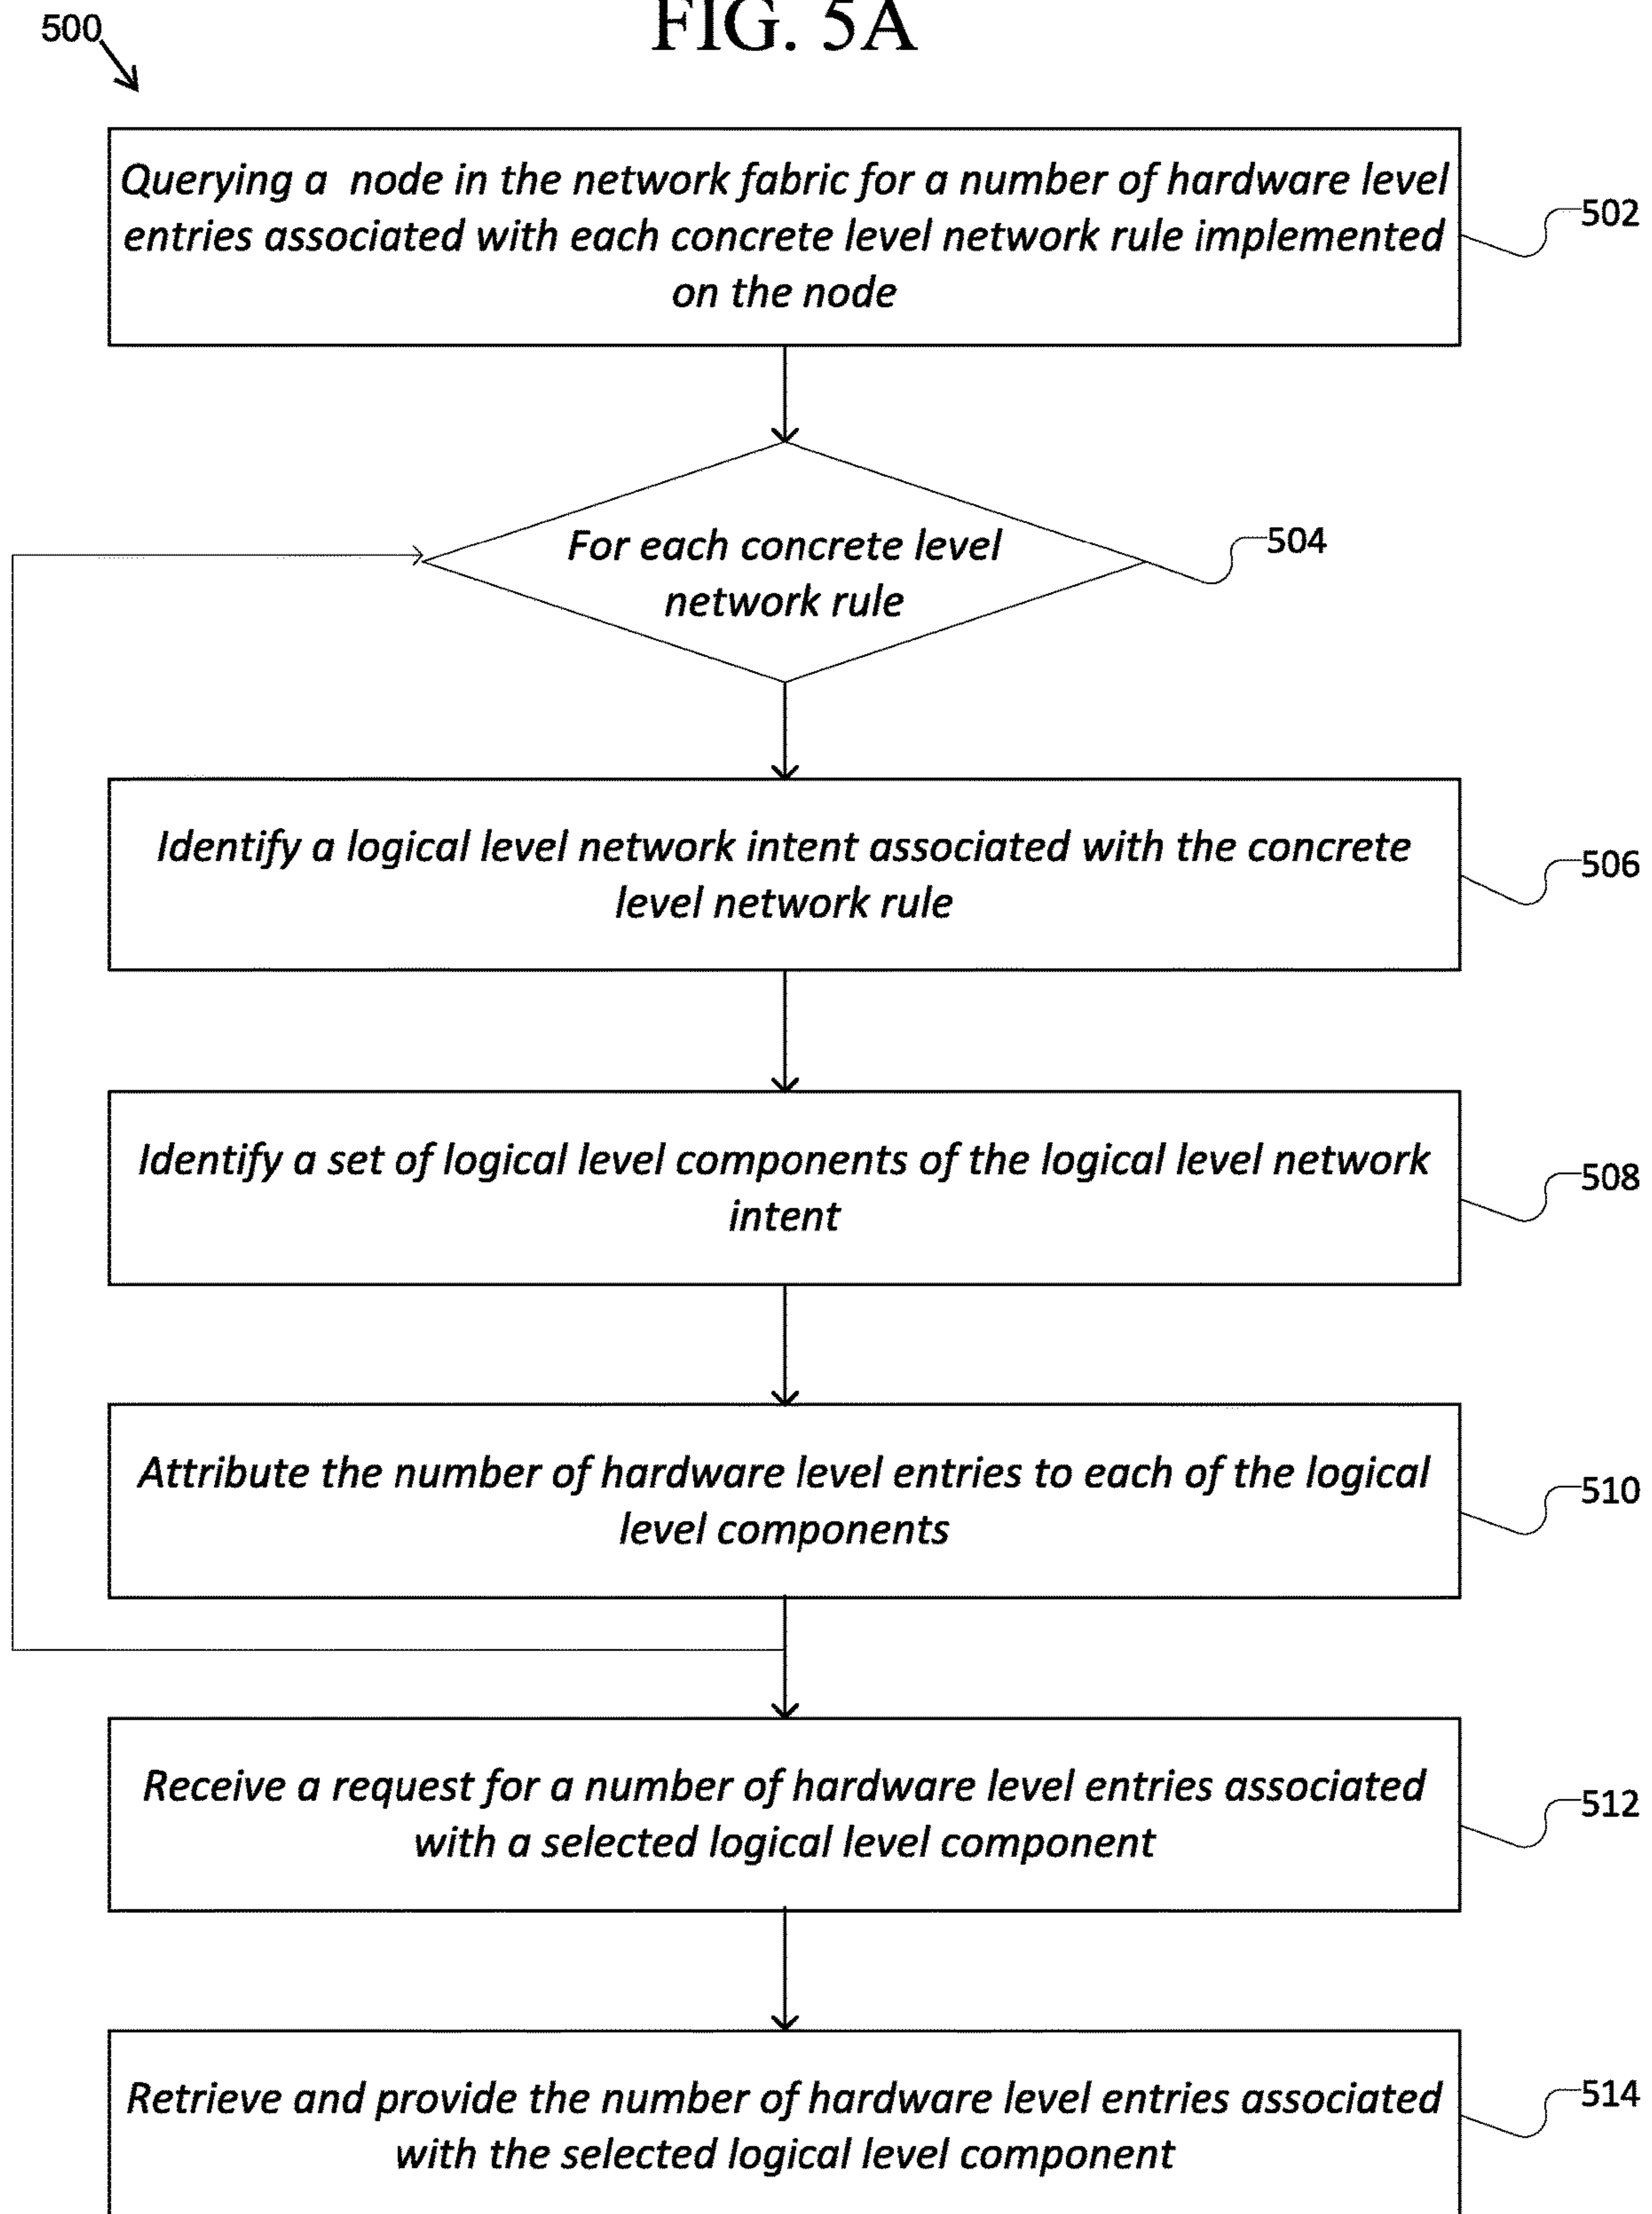 FIG. 5A
500
Querying a node in the network fabric for a number of hardware level
entries associated with each concrete level network rule implemented
on the node
502
For each concrete level
network rule
504
Identify a logical level network intent associated with the concrete
level network rule
506
Identify a set of logical level components of the logical level network
intent
508
Attribute the number of hardware level entries to each of the logical
level components
510
Receive a request for a number of hardware level entries associated
with a selected logical level component
512
Retrieve and provide the number of hardware level entries associated
with the selected logical level component
514